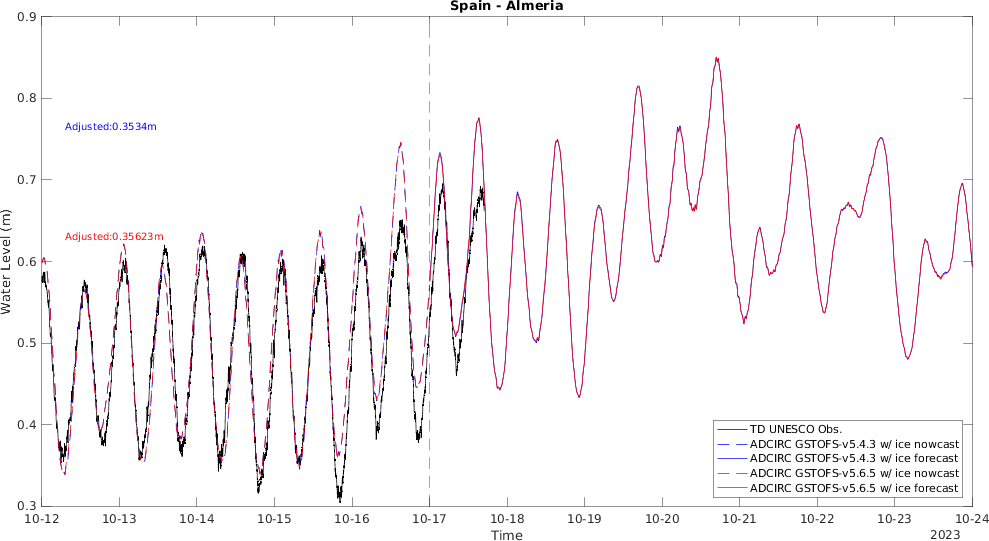 Spain - Almeria
0.9
0.8
0.7
0.6
0.5
0.4
0.3
Water Level (m)
Adjusted:0.3534m
Adjusted:0.35623m
TD UNESCO Obs.
ADCIRC GSTOFS-v5.4.3 w/ ice nowcast
ADCIRC GSTOFS-v5.4.3 w/ ice forecast
ADCIRC GSTOFS-v5.6.5 w/ ice nowcast
ADCIRC GSTOFS-v5.6.5 w/ ice forecast
10-12 10-13 10-14 10-15 10-16 10-17 10-18 10-19 10-20 10-21 10-22 10-23 10-24
Time
2023